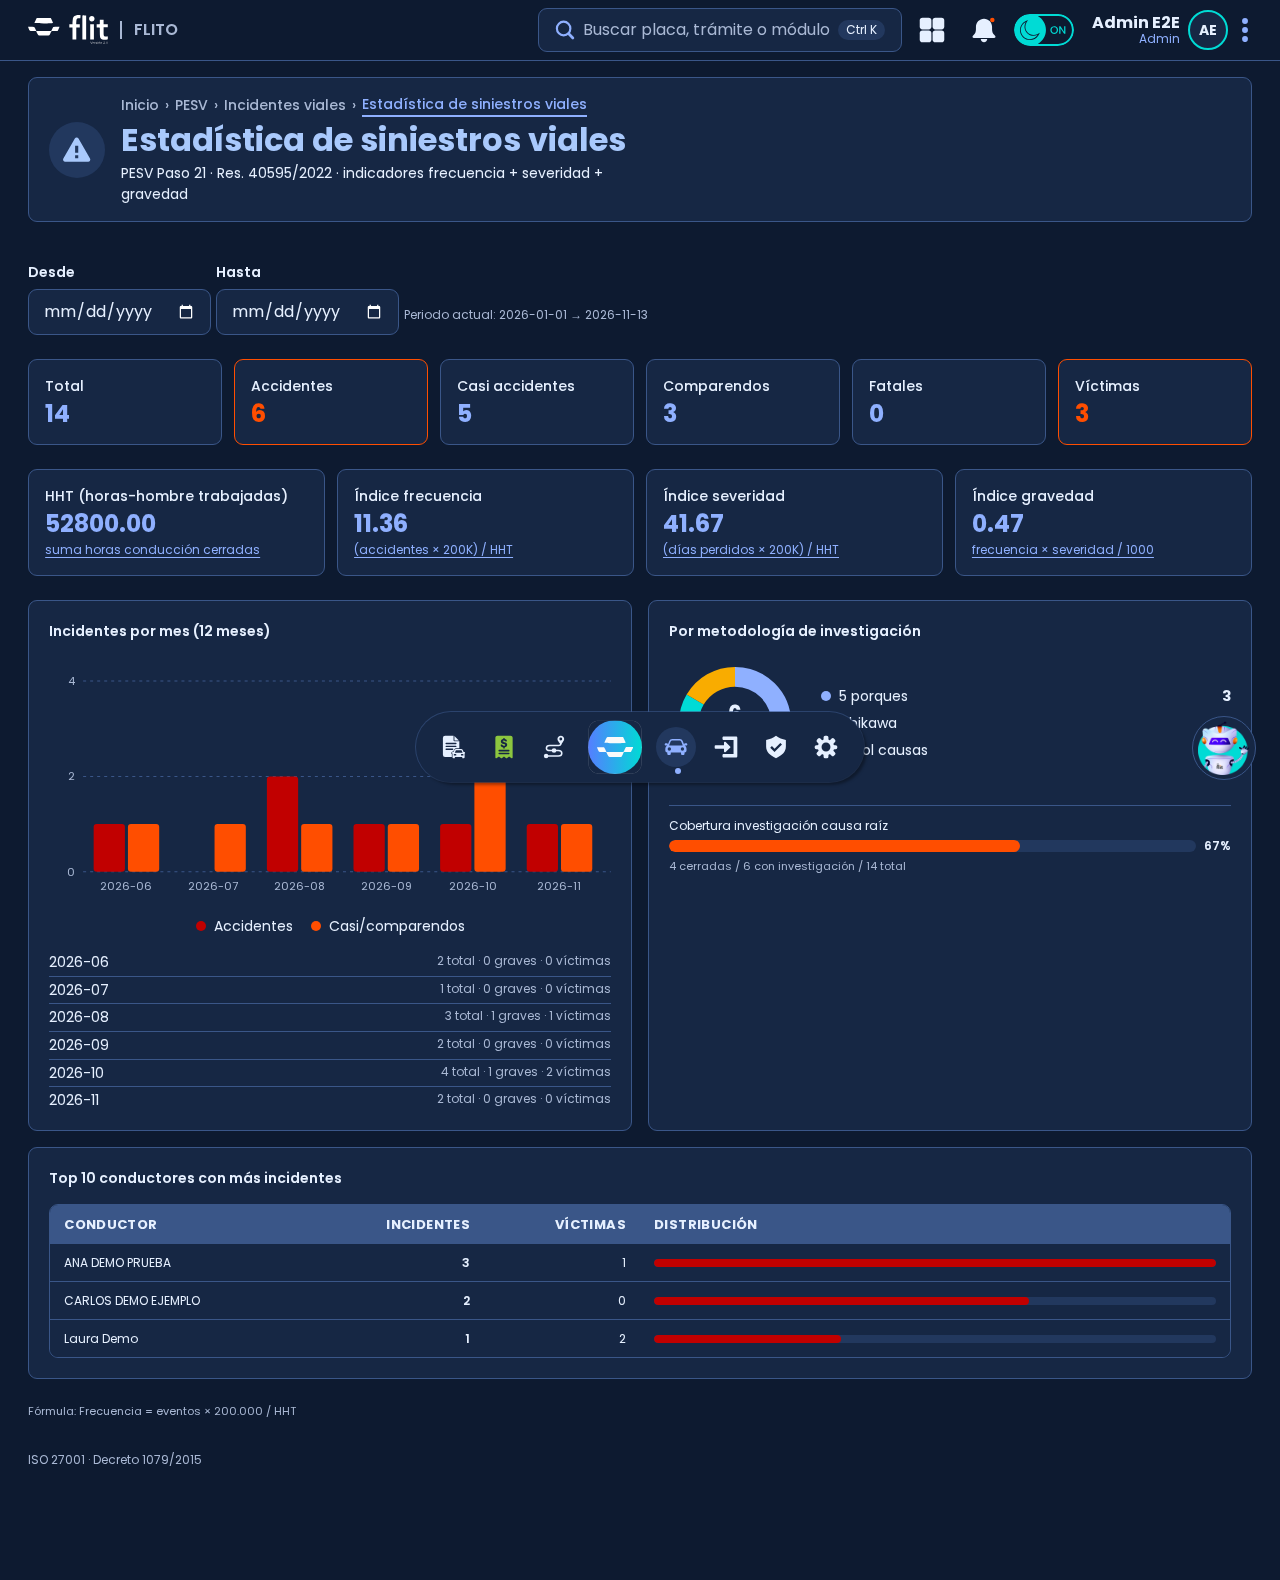 flit | FLITO
Buscar placa, trámite o módulo Ctrl K
ON
Admin E2E
Admin
AE
Inicio › PESV › Incidentes viales › Estadística de siniestros viales
Estadística de siniestros viales
PESV Paso 21 · Res. 40595/2022 · indicadores frecuencia + severidad +
gravedad
Desde
Hasta
mm/dd/yyyy
mm/dd/yyyy
Periodo actual: 2026-01-01 → 2026-11-13
Total
14
Accidentes
6
Casi accidentes
5
Comparendos
3
Fatales
0
Víctimas
3
HHT (horas-hombre trabajadas)
52800.00
suma horas conducción cerradas
Índice frecuencia
11.36
(accidentes × 200K) / HHT
Índice severidad
41.67
(días perdidos × 200K) / HHT
Índice gravedad
0.47
frecuencia × severidad / 1000
Incidentes por mes (12 meses)
4
2
0
2026-06 2026-07 2026-08 2026-09 2026-10 2026-11
Accidentes Casi/comparendos
2026-06 2 total · 0 graves · 0 víctimas
2026-07 1 total · 0 graves · 0 víctimas
2026-08 3 total · 1 graves · 1 víctimas
2026-09 2 total · 0 graves · 0 víctimas
2026-10 4 total · 1 graves · 2 víctimas
2026-11 2 total · 0 graves · 0 víctimas
Por metodología de investigación
5 porques 3
causas
Cobertura investigación causa raíz
67%
4 cerradas / 6 con investigación / 14 total
Top 10 conductores con más incidentes
CONDUCTOR INCIDENTES VÍCTIMAS DISTRIBUCIÓN
ANA DEMO PRUEBA 3 1
CARLOS DEMO EJEMPLO 2 0
Laura Demo 1 2
Fórmula: Frecuencia = eventos × 200.000 / HHT
ISO 27001 · Decreto 1079/2015